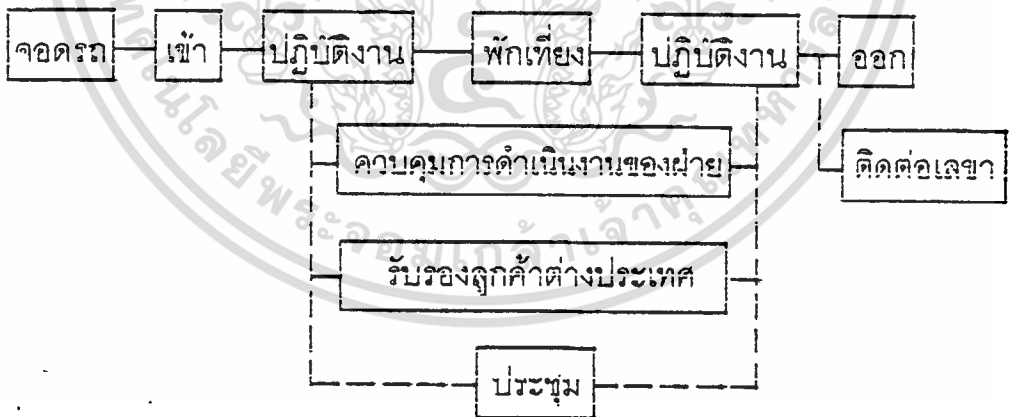 จอดรถ เข้า ปฏิบัติงาน พักเที่ยง ปฏิบัติงาน ออก
ควบคุมการดำเนินงานของฝ่าย ติดต่อเลขา
รับรองลูกค้าต่างประเทศ
ประชุม